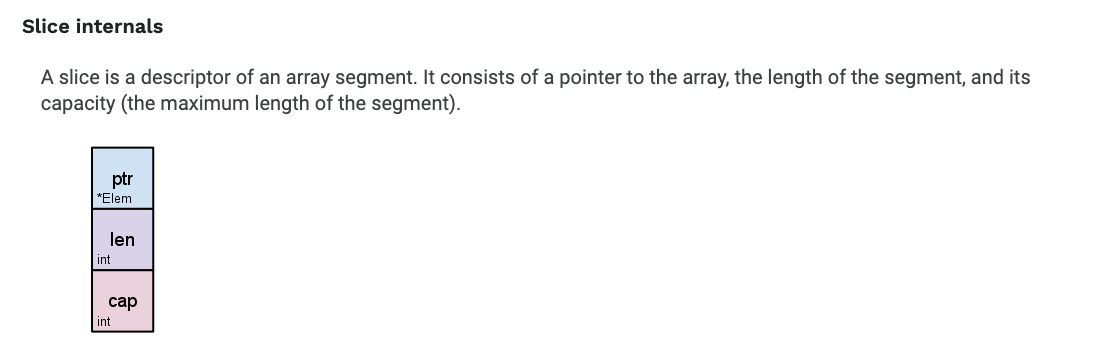 Slice internals
A slice is a descriptor of an array segment. It consists of a pointer to the array, the length of the segment, and its
capacity (the maximum length of the segment).
ptr
*Elem
len
int
cap
int